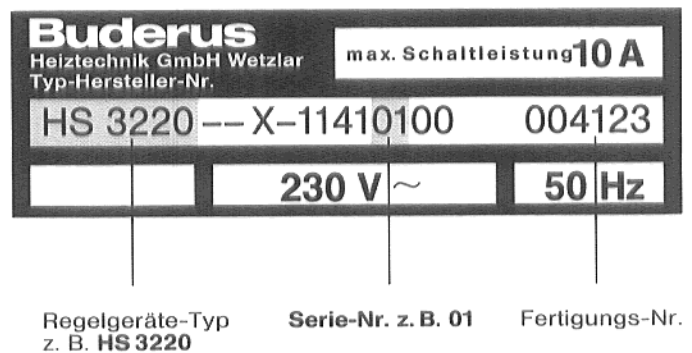 Buderus
Heiztechnik GmbH Wetzlar
Typ-Hersteller-Nr.
max. Schaltleistung 10 A
HS 3220--X-11410100 004123
230 V ~
50 Hz
Regelgeräte-Typ
z. B. HS 3220
Serie-Nr. z. B. 01
Fertigungs-Nr.